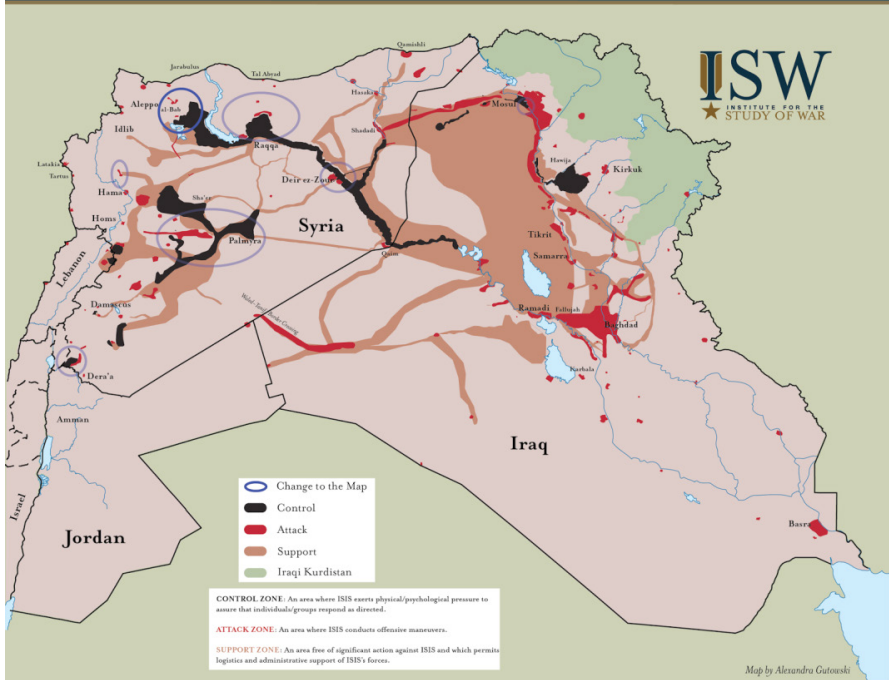 ISW
INSTITUTE FOR THE
STUDY OF WAR
Qamishli
Jarabulus
Tal Abyad
Hasaka
Aleppo
al-Bab
Mosul
Idlib
Shadadi
Raqqa
Hawija
Latakia
Kirkuk
Tartus
Deir ez-Zour
Hama
Sha'er
Homs
Syria
Tikrit
Palmyra
Qaim
Samarra
Lebanon
Damascus
Walid-Tanf Border Crossing
Ramadi
Fallujah
Baghdad
Karbala
Dera'a
Amman
Iraq
Israel
Jordan
Basra
Change to the Map
Control
Attack
Support
Iraqi Kurdistan
CONTROL ZONE: An area where ISIS exerts physical/psychological pressure to
assure that individuals/groups respond as directed.
ATTACK ZONE: An area where ISIS conducts offensive maneuvers.
SUPPORT ZONE: An area free of significant action against ISIS and which permits
logistics and administrative support of ISIS's forces.
Map by Alexandra Gutowski